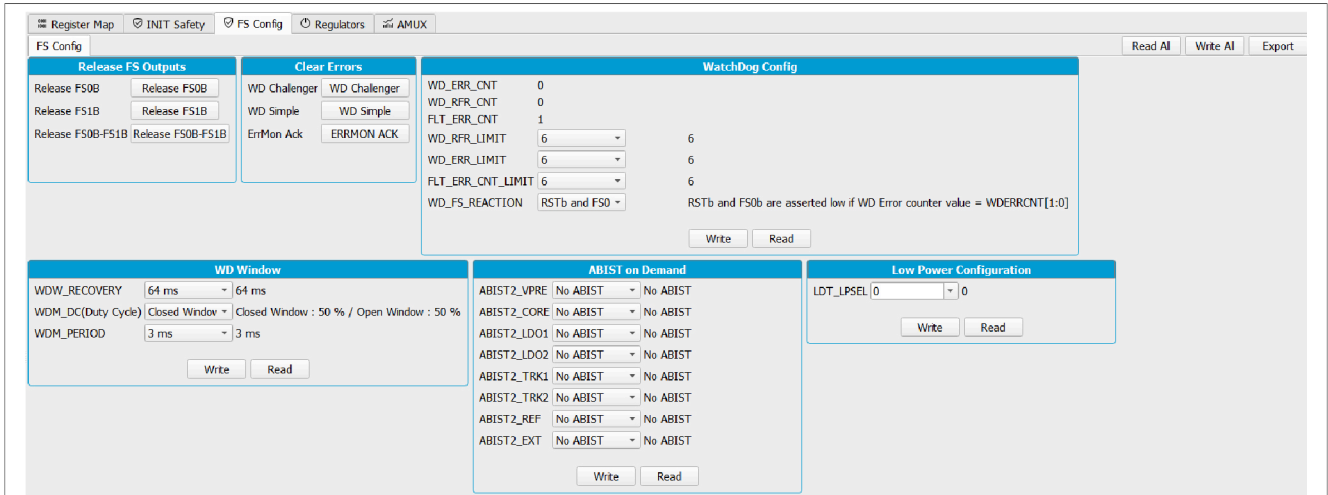 Register Map INIT Safety FS Config Regulators AMUX
FS Config Read All Write All Export
Release FS Outputs
Release FS0B Release FS0B
Release FS1B Release FS1B
Release FS0B-FS1B Release FS0B-FS1B
Clear Errors
WD Challenger WD Challenger
WD Simple WD Simple
ErrMon Ack ERRMON ACK
WatchDog Config
WD_ERR_CNT 0
WD_RFR_CNT 0
FLT_ERR_CNT 1
WD_RFR_LIMIT 6 6
WD_ERR_LIMIT 6 6
FLT_ERR_CNT_LIMIT 6 6
WD_FS_REACTION RSTb and FS0 RSTb and FS0b are asserted low if WD Error counter value = WDERRCNT[1:0]
Write Read
WD Window
WDW_RECOVERY 64 ms 64 ms
WDM_DC(Duty Cycle) Closed Window Closed Window : 50 % / Open Window : 50 %
WDM_PERIOD 3 ms 3 ms
Write Read
ABIST on Demand
ABIST2_VPRE No ABIST No ABIST
ABIST2_CORE No ABIST No ABIST
ABIST2_LDO1 No ABIST No ABIST
ABIST2_LDO2 No ABIST No ABIST
ABIST2_TRK1 No ABIST No ABIST
ABIST2_TRK2 No ABIST No ABIST
ABIST2_REF No ABIST No ABIST
ABIST2_EXT No ABIST No ABIST
Write Read
Low Power Configuration
LDT_LPSEL 0 0
Write Read